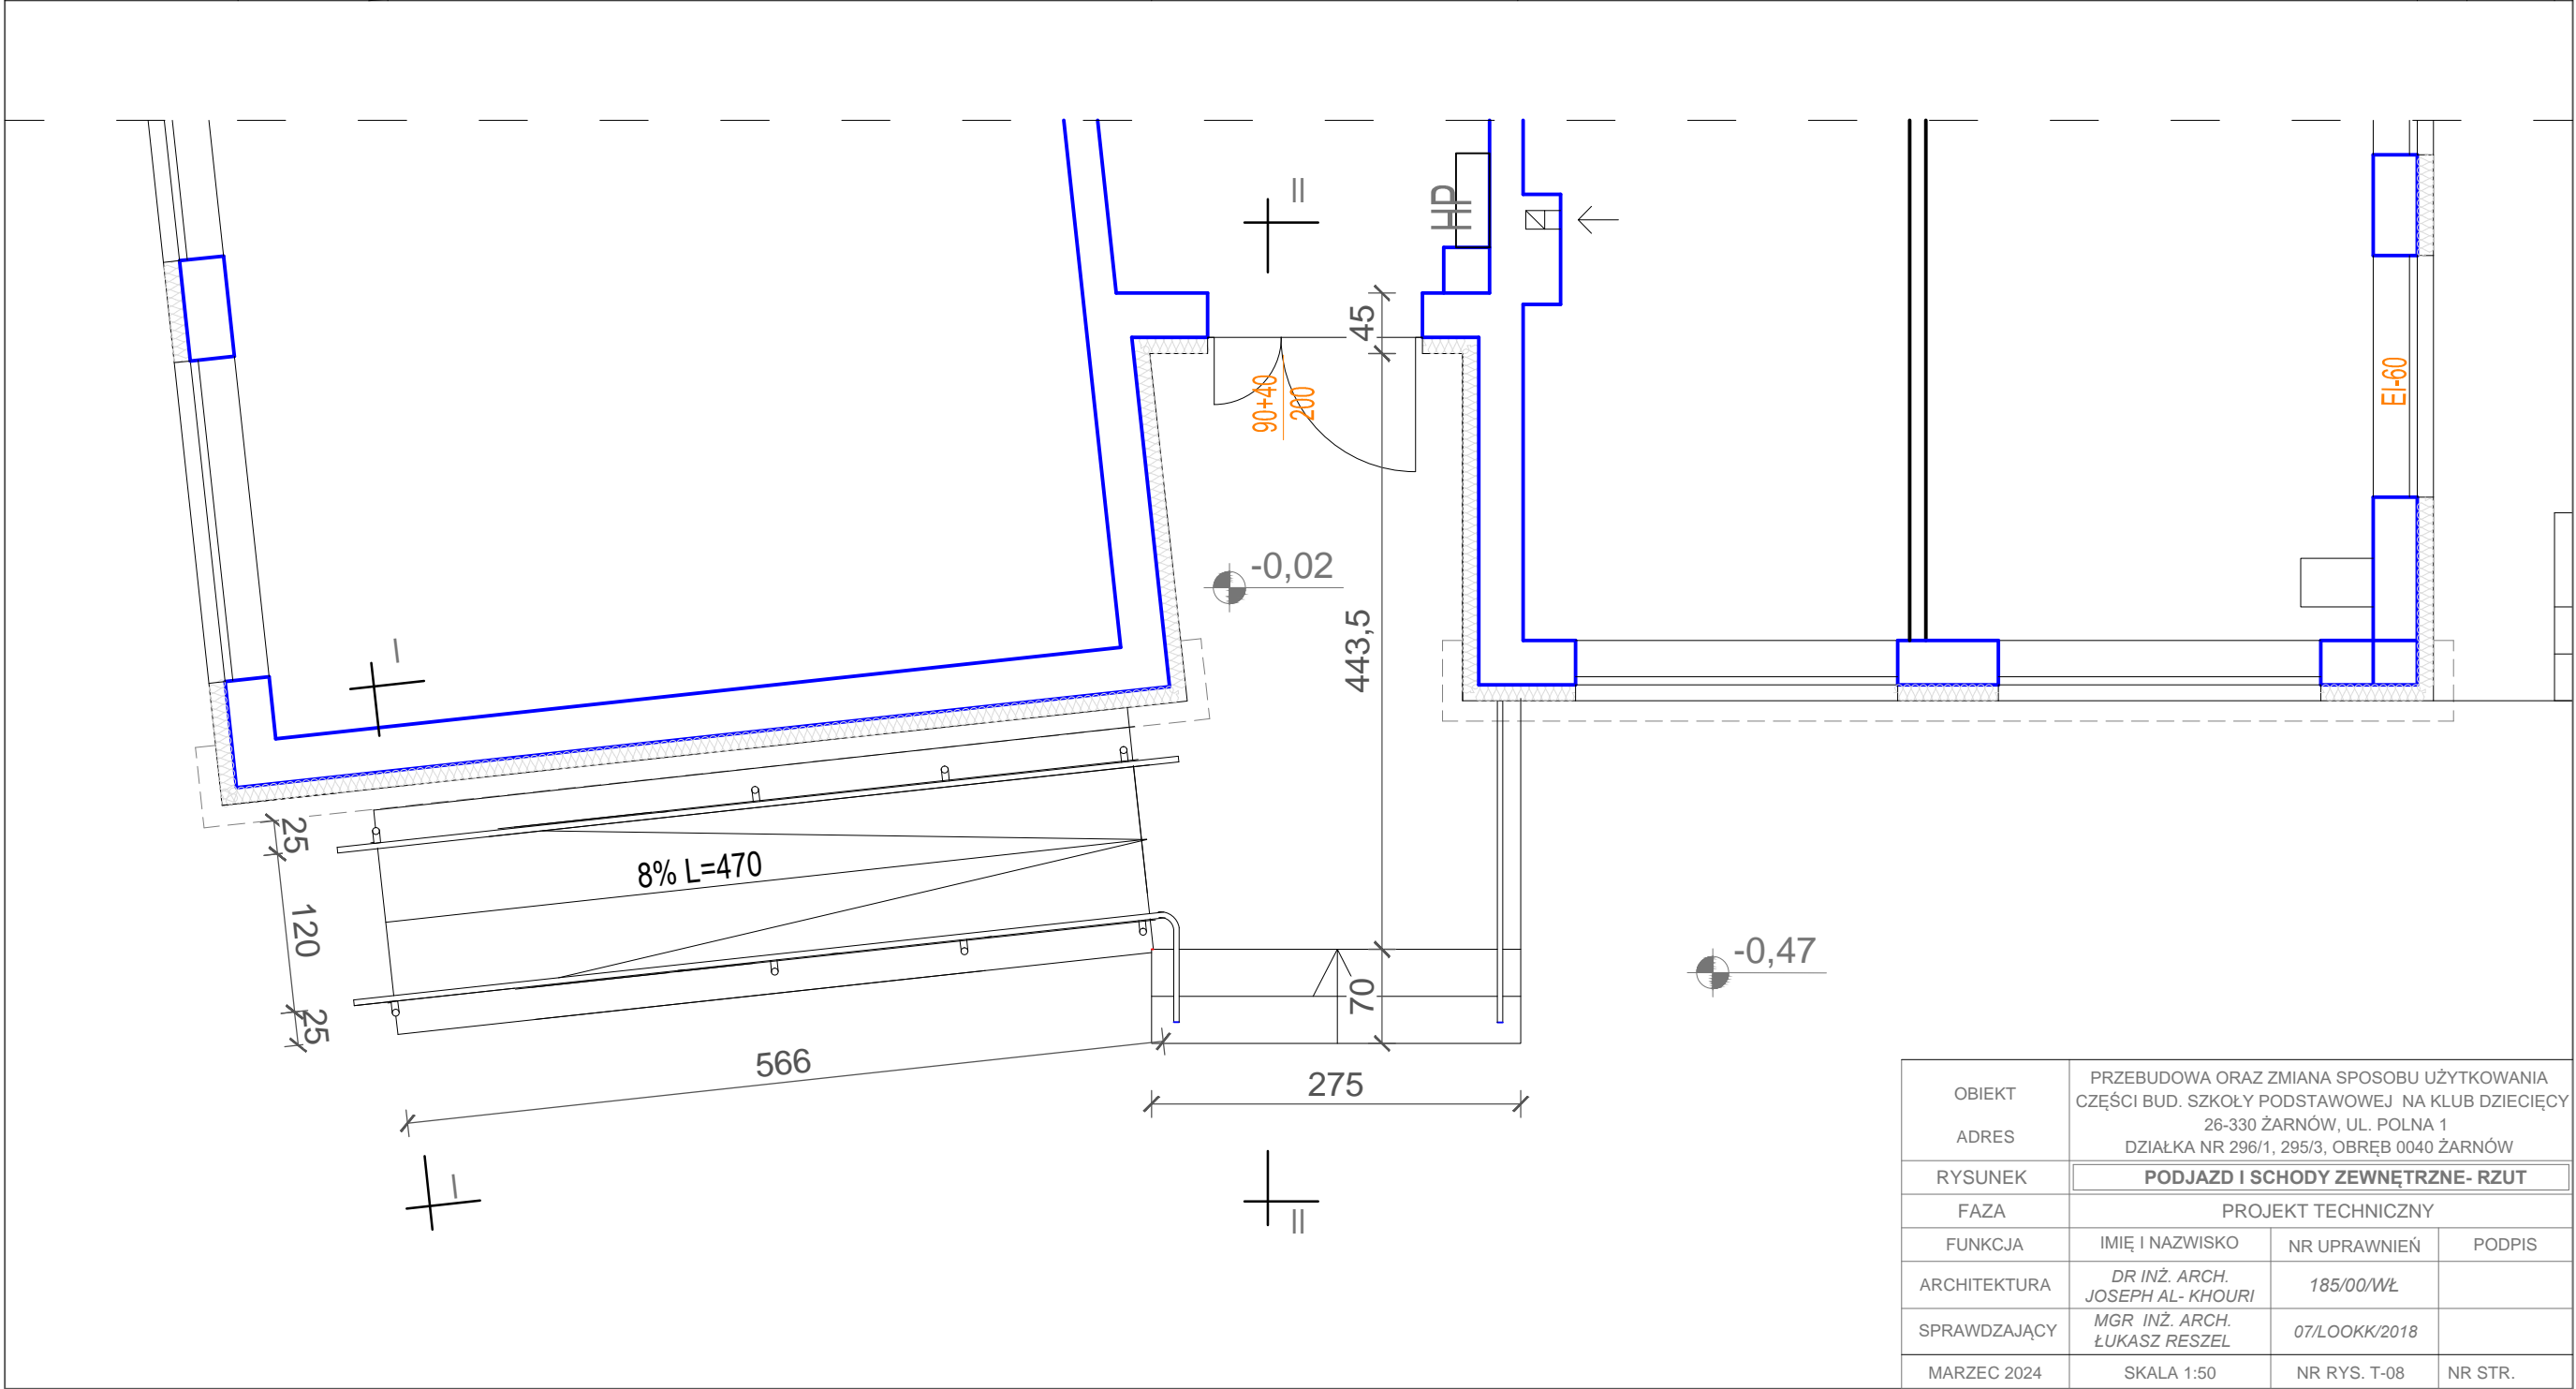 II
HP
45
90+40
200
EI-60
-0,02
443,5
I
25
8% L=470
120
-0,47
70
25
566
275
I
II
OBIEKT
ADRES
PRZEBUDOWA ORAZ ZMIANA SPOSOBU UŻYTKOWANIA
CZĘŚCI BUD. SZKOŁY PODSTAWOWEJ NA KLUB DZIECIĘCY
26-330 ŻARNÓW, UL. POLNA 1
DZIAŁKA NR 296/1, 295/3, OBRĘB 0040 ŻARNÓW
RYSUNEK PODJAZD I SCHODY ZEWNĘTRZNE- RZUT
FAZA PROJEKT TECHNICZNY
FUNKCJA IMIĘ I NAZWISKO NR UPRAWNIEŃ PODPIS
ARCHITEKTURA DR INŻ. ARCH.
JOSEPH AL- KHOURI 185/00/WŁ
SPRAWDZAJĄCY MGR INŻ. ARCH.
ŁUKASZ RESZEL 07/LOOKK/2018
MARZEC 2024 SKALA 1:50 NR RYS. T-08 NR STR.